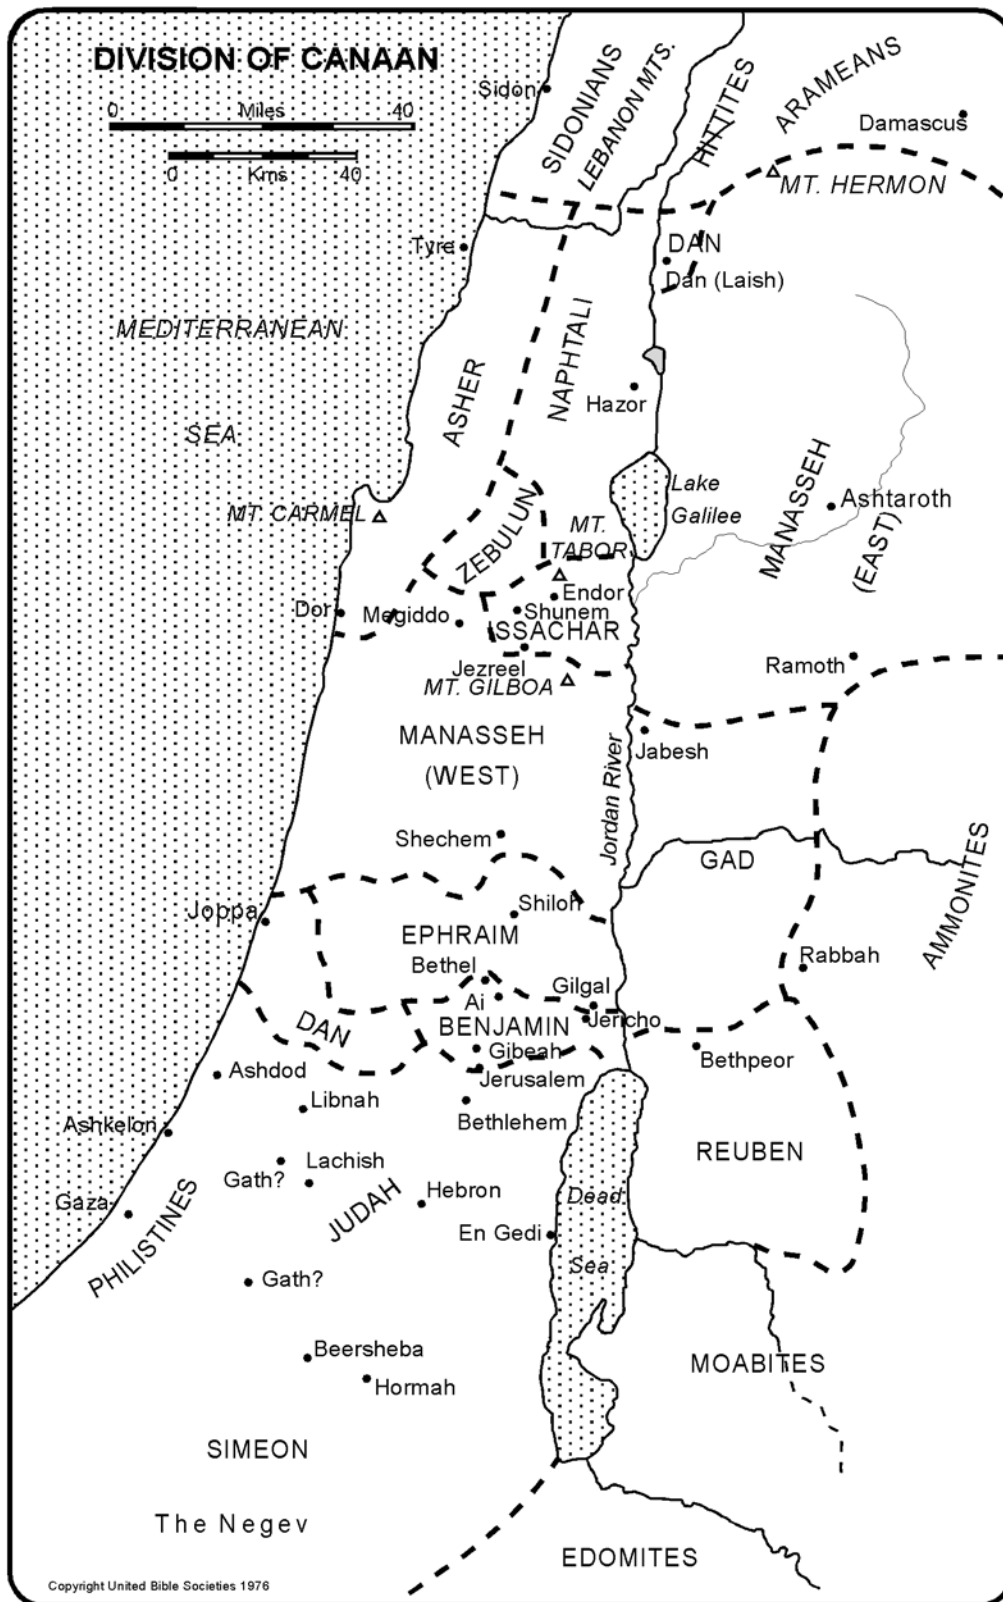 DIVISION OF CANAAN
0 Miles 40
0 Kms 40
Sidon
SIDONIANS
LEBANON MTS.
HITTITES
ARAMEANS
Damascus
MT. HERMON
Tyre
DAN
Dan (Laish)
MEDITERRANEAN
SEA
ASHER
NAPHTALI
Hazor
Lake
Galilee
MANASSEH
(EAST)
Ashtaroth
MT. CARMEL
ZEBULUN
MT.
TABOR
Endor
Dor
Megiddo
Shunem
ISSACHAR
Jezreel
MT. GILBOA
Ramoth
MANASSEH
(WEST)
Jabesh
Jordan River
Shechem
GAD
AMMONITES
Joppa
Shiloh
EPHRAIM
Bethel
Rabbah
Ai
Gilgal
DAN
BENJAMIN
Jericho
Gibeah
Bethpeor
Ashdod
Jerusalem
Libnah
Bethlehem
Ashkelon
REUBEN
Lachish
Gath?
JUDAH
Hebron
Dead
Sea
Gaza
PHILISTINES
En Gedi
Gath?
Beersheba
Hormah
MOABITES
SIMEON
The Negev
EDOMITES
Copyright United Bible Societies 1976